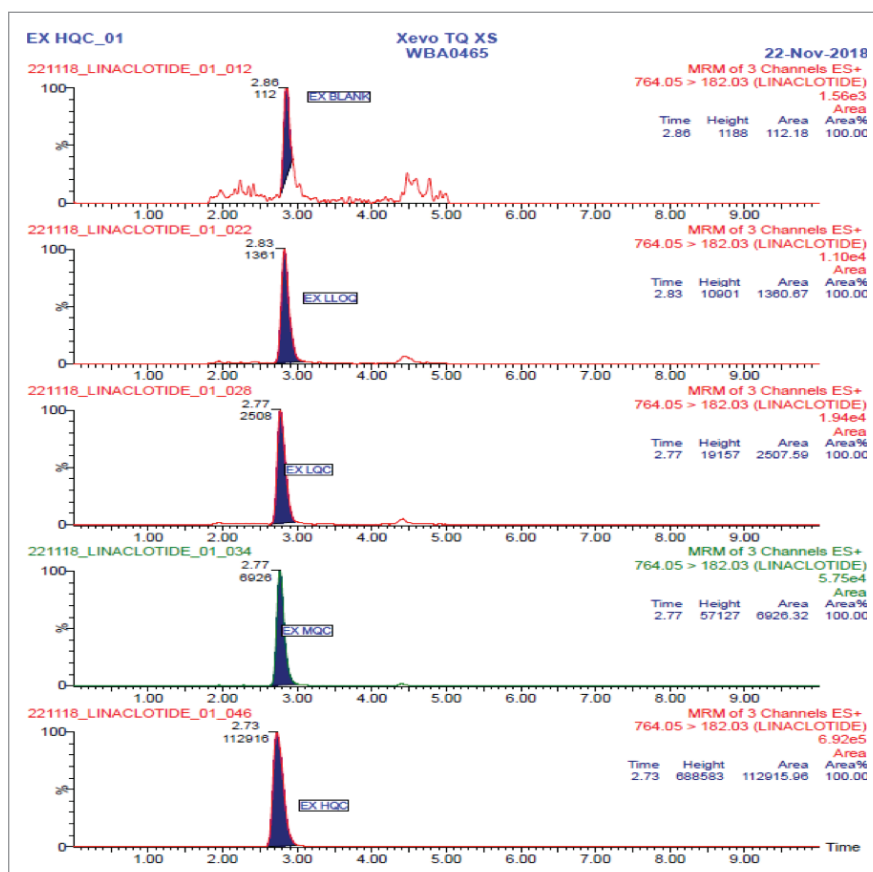 EX HQC_01 Xevo TQ XS
WBA0465 22-Nov-2018
221118_LINACLOTIDE_01_012 MRM of 3 Channels ES+
764.05 > 182.03 (LINACLOTIDE)
1.56e3
Area
2.86
112
EX BLANK
Time Height Area Area%
2.86 1188 112.18 100.00
100
%
0
1.00 2.00 3.00 4.00 5.00 6.00 7.00 8.00 9.00
221118_LINACLOTIDE_01_022 MRM of 3 Channels ES+
764.05 > 182.03 (LINACLOTIDE)
1.10e4
Area
2.83
1361
EX LLOQ
Time Height Area Area%
2.83 10901 1360.67 100.00
100
%
0
1.00 2.00 3.00 4.00 5.00 6.00 7.00 8.00 9.00
221118_LINACLOTIDE_01_028 MRM of 3 Channels ES+
764.05 > 182.03 (LINACLOTIDE)
1.94e4
Area
2.77
2508
EX LQC
Time Height Area Area%
2.77 19157 2507.59 100.00
100
%
0
1.00 2.00 3.00 4.00 5.00 6.00 7.00 8.00 9.00
221118_LINACLOTIDE_01_034 MRM of 3 Channels ES+
764.05 > 182.03 (LINACLOTIDE)
5.75e4
Area
2.77
6926
EX MQC
Time Height Area Area%
2.77 57127 6926.32 100.00
100
%
0
1.00 2.00 3.00 4.00 5.00 6.00 7.00 8.00 9.00
221118_LINACLOTIDE_01_046 MRM of 3 Channels ES+
764.05 > 182.03 (LINACLOTIDE)
6.92e5
Area
2.73
112916
EX HQC
Time Height Area Area%
2.73 688583 112915.96 100.00
100
%
0
1.00 2.00 3.00 4.00 5.00 6.00 7.00 8.00 9.00 Time